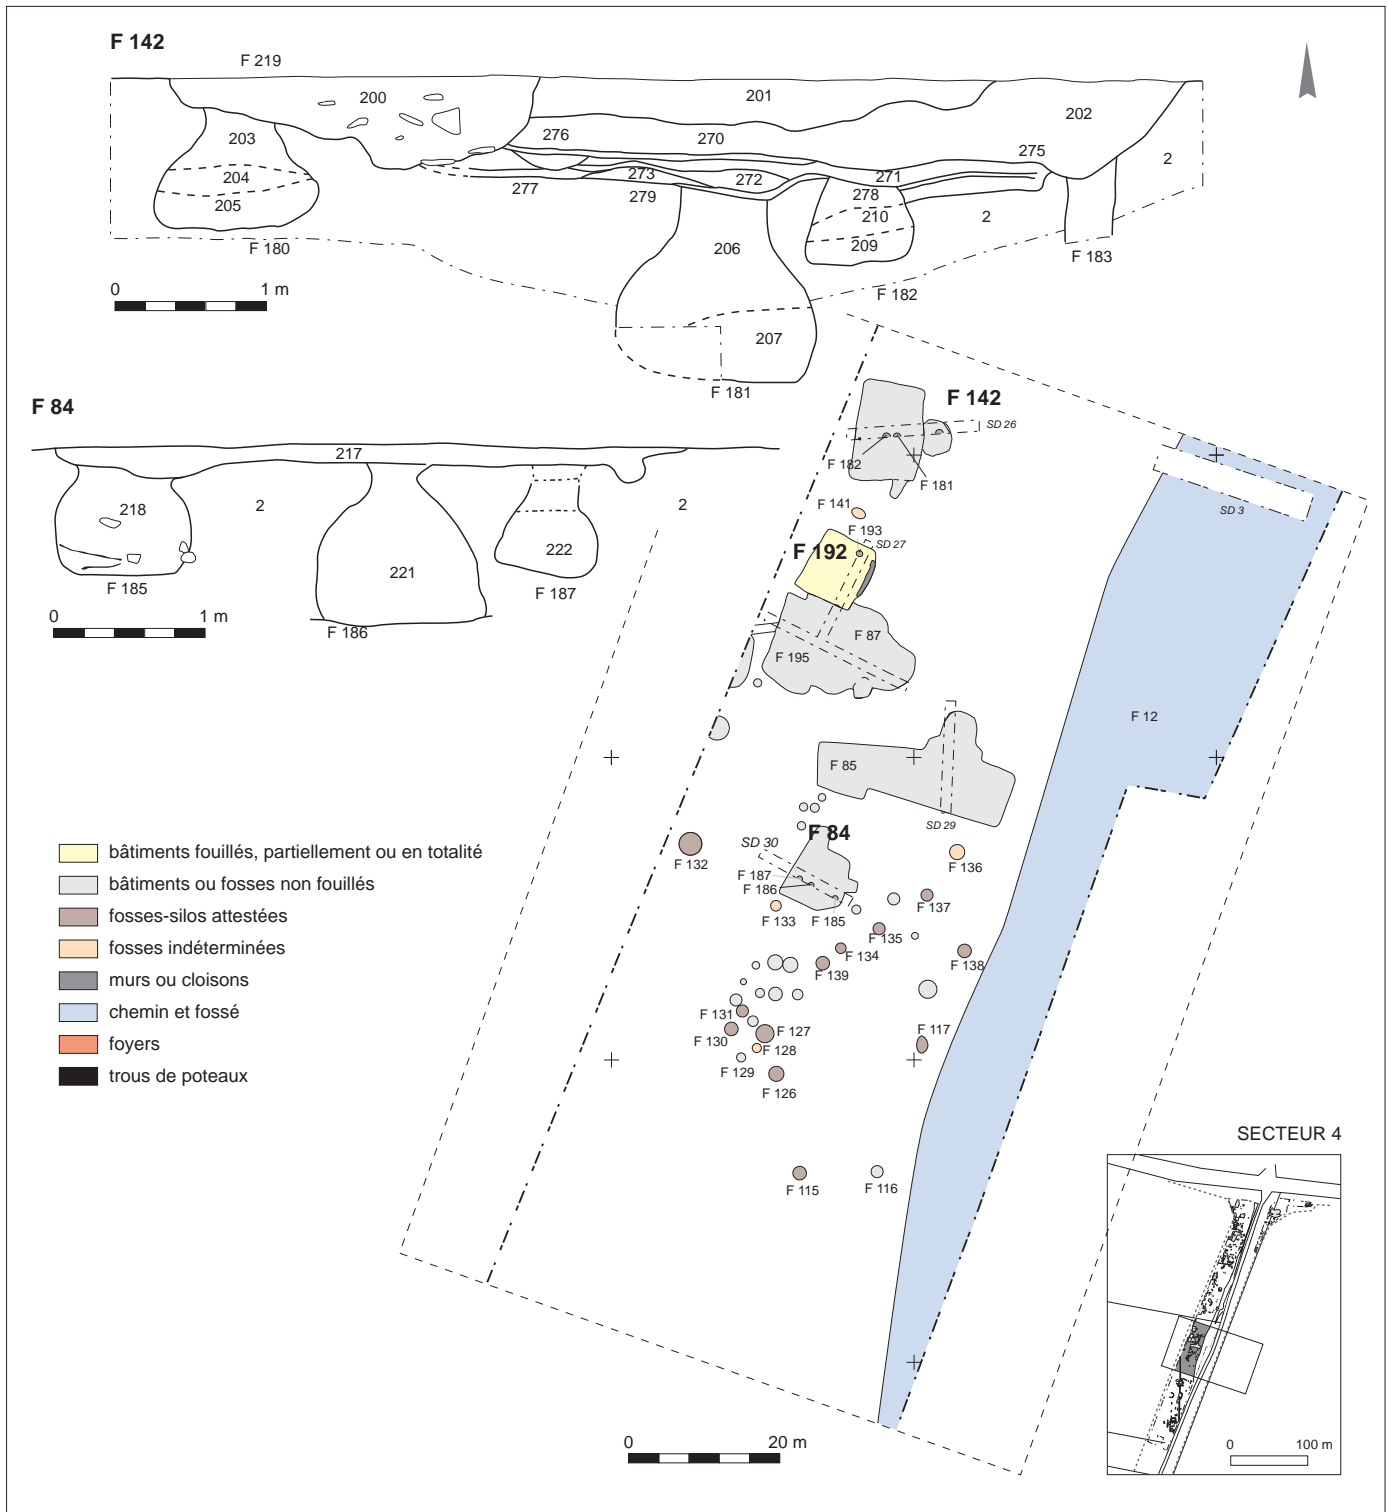 F 142
F 219
200
201
202
203
276
270
275
2
204
273
272
271
277
279
278
205
210
2
206
209
F 180
F 183
0 1 m
F 182
207
F 181
F 84
217
218
2
2
221
222
F 185
F 187
0 1 m
F 186
F 142
SD 26
F 182
F 181
SD 3
F 141
F 193
F 192
SD 27
F 87
F 195
F 12
F 85
SD 29
F 84
SD 30
F 132
F 136
F 187
F 186
F 133
F 185
F 137
F 135
F 134
F 139
F 138
F 131
F 130
F 127
F 128
F 117
F 129
F 126
F 115
F 116
bâtiments fouillés, partiellement ou en totalité
bâtiments ou fosses non fouillés
fosses-silos attestées
fosses indéterminées
murs ou cloisons
chemin et fossé
foyers
trous de poteaux
SECTEUR 4
0 100 m
0 20 m